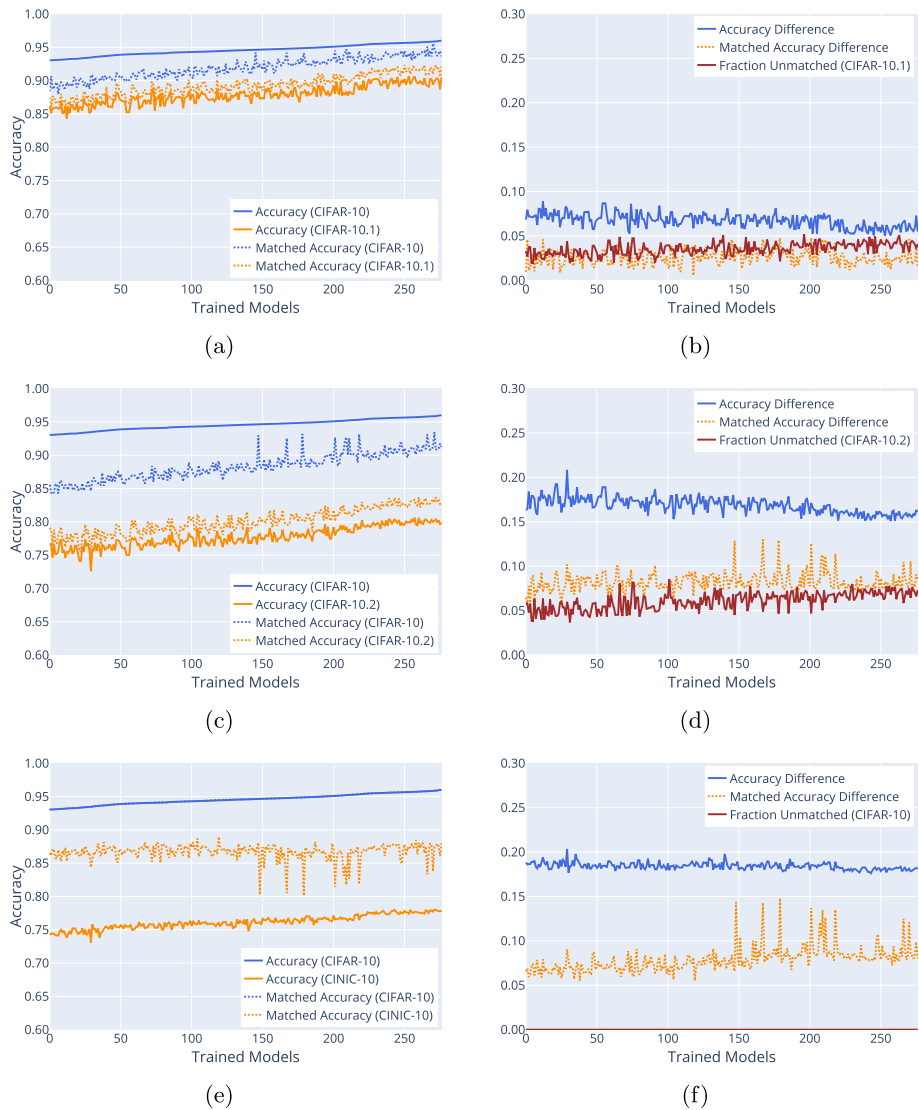 1.00
0.95
0.90
0.85
0.80
0.75
0.70
0.65
0.60
Accuracy
0 50 100 150 200 250
Trained Models
Accuracy (CIFAR-10)
Accuracy (CIFAR-10.1)
Matched Accuracy (CIFAR-10)
Matched Accuracy (CIFAR-10.1)
(a)
0.30
0.25
0.20
0.15
0.10
0.05
0.00
0 50 100 150 200 250
Trained Models
Accuracy Difference
Matched Accuracy Difference
Fraction Unmatched (CIFAR-10.1)
(b)
1.00
0.95
0.90
0.85
0.80
0.75
0.70
0.65
0.60
Accuracy
0 50 100 150 200 250
Trained Models
Accuracy (CIFAR-10)
Accuracy (CIFAR-10.2)
Matched Accuracy (CIFAR-10)
Matched Accuracy (CIFAR-10.2)
(c)
0.30
0.25
0.20
0.15
0.10
0.05
0.00
0 50 100 150 200 250
Trained Models
Accuracy Difference
Matched Accuracy Difference
Fraction Unmatched (CIFAR-10.2)
(d)
1.00
0.95
0.90
0.85
0.80
0.75
0.70
0.65
0.60
Accuracy
0 50 100 150 200 250
Trained Models
Accuracy (CIFAR-10)
Accuracy (CINIC-10)
Matched Accuracy (CIFAR-10)
Matched Accuracy (CINIC-10)
(e)
0.30
0.25
0.20
0.15
0.10
0.05
0.00
0 50 100 150 200 250
Trained Models
Accuracy Difference
Matched Accuracy Difference
Fraction Unmatched (CIFAR-10)
(f)